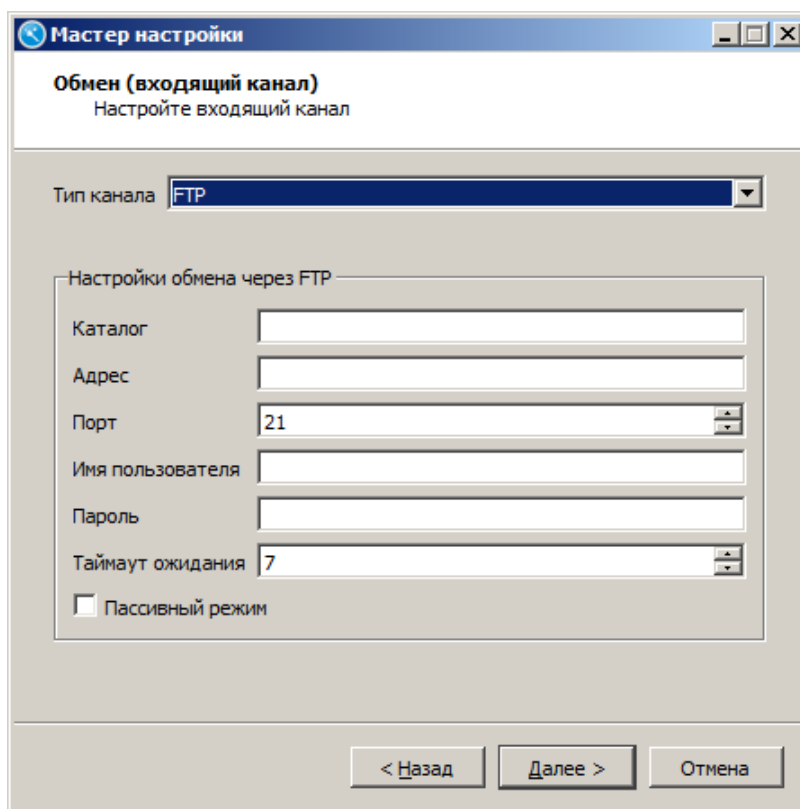 Мастер настройки
Обмен (входящий канал)
Настройте входящий канал
Тип канала FTP
Настройки обмена через FTP
Каталог
Адрес
Порт 21
Имя пользователя
Пароль
Таймаут ожидания 7
Пассивный режим
< Назад Далее > Отмена